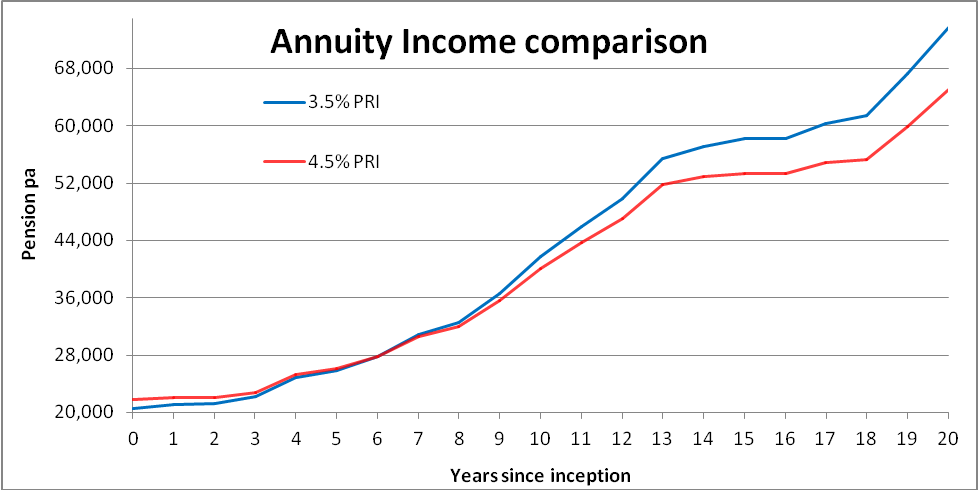 Annuity Income comparison
68,000
3.5% PRI
60,000
4.5% PRI
52,000
44,000
36,000
28,000
20,000
Pension pa
0 1 2 3 4 5 6 7 8 9 10 11 12 13 14 15 16 17 18 19 20
Years since inception